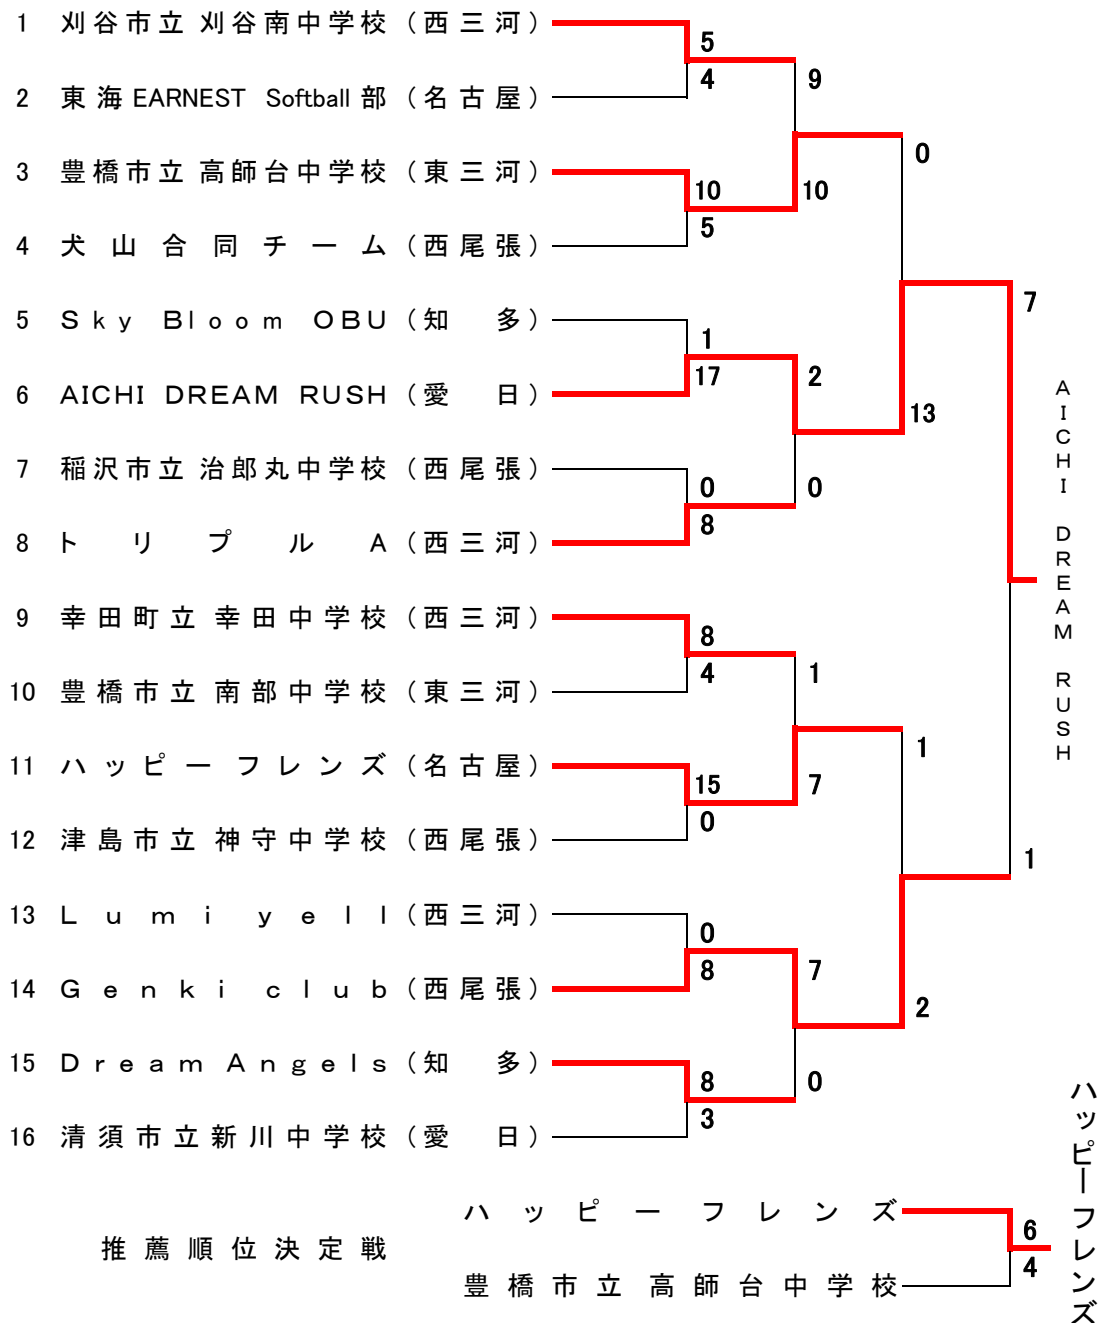 1 刈谷市立 刈谷南中学校 (西三河)
5
4
9
2 東海 EARNEST Softball 部 (名古屋)
0
3 豊橋市立 高師台中学校 (東三河)
10
5
10
4 犬山合同チーム (西尾張)
7
5 Sky Bloom OBU (知多)
1
17
2
6 AICHI DREAM RUSH (愛日)
13
7 稲沢市立 治郎丸中学校 (西尾張)
0
8
0
8 トリプルA (西三河)
AICHI DREAM RUSH
9 幸田町立 幸田中学校 (西三河)
8
4
1
10 豊橋市立 南部中学校 (東三河)
1
11 ハッピーフレンズ (名古屋)
15
0
7
12 津島市立 神守中学校 (西尾張)
1
13 Lumi yell (西三河)
0
8
7
14 Genki club (西尾張)
2
15 Dream Angels (知多)
8
3
0
16 清須市立新川中学校 (愛日)
ハッピーフレンズ
6
推薦順位決定戦
4
豊橋市立 高師台中学校
ハッピーフレンズ